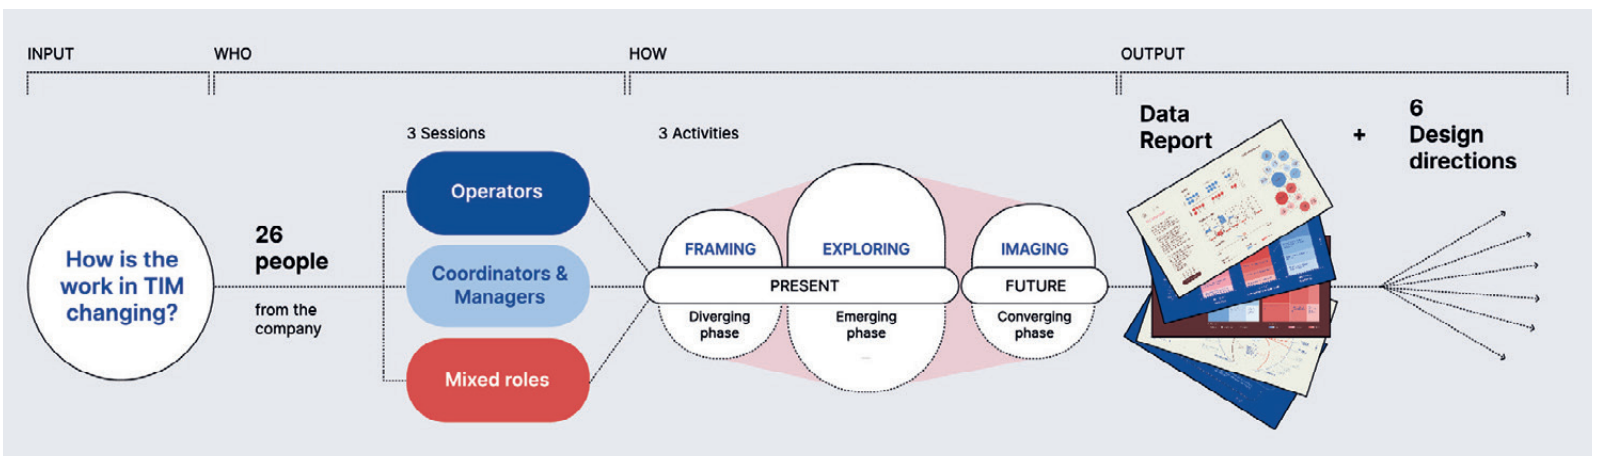 INPUT
WHO
HOW
OUTPUT
How is the
work in TIM
changing?
26
people
from the
company
3 Sessions
Operators
Coordinators &
Managers
Mixed roles
3 Activities
FRAMING
EXPLORING
IMAGING
PRESENT
FUTURE
Diverging
phase
Emerging
phase
Converging
phase
Data
Report
+
6
Design
directions